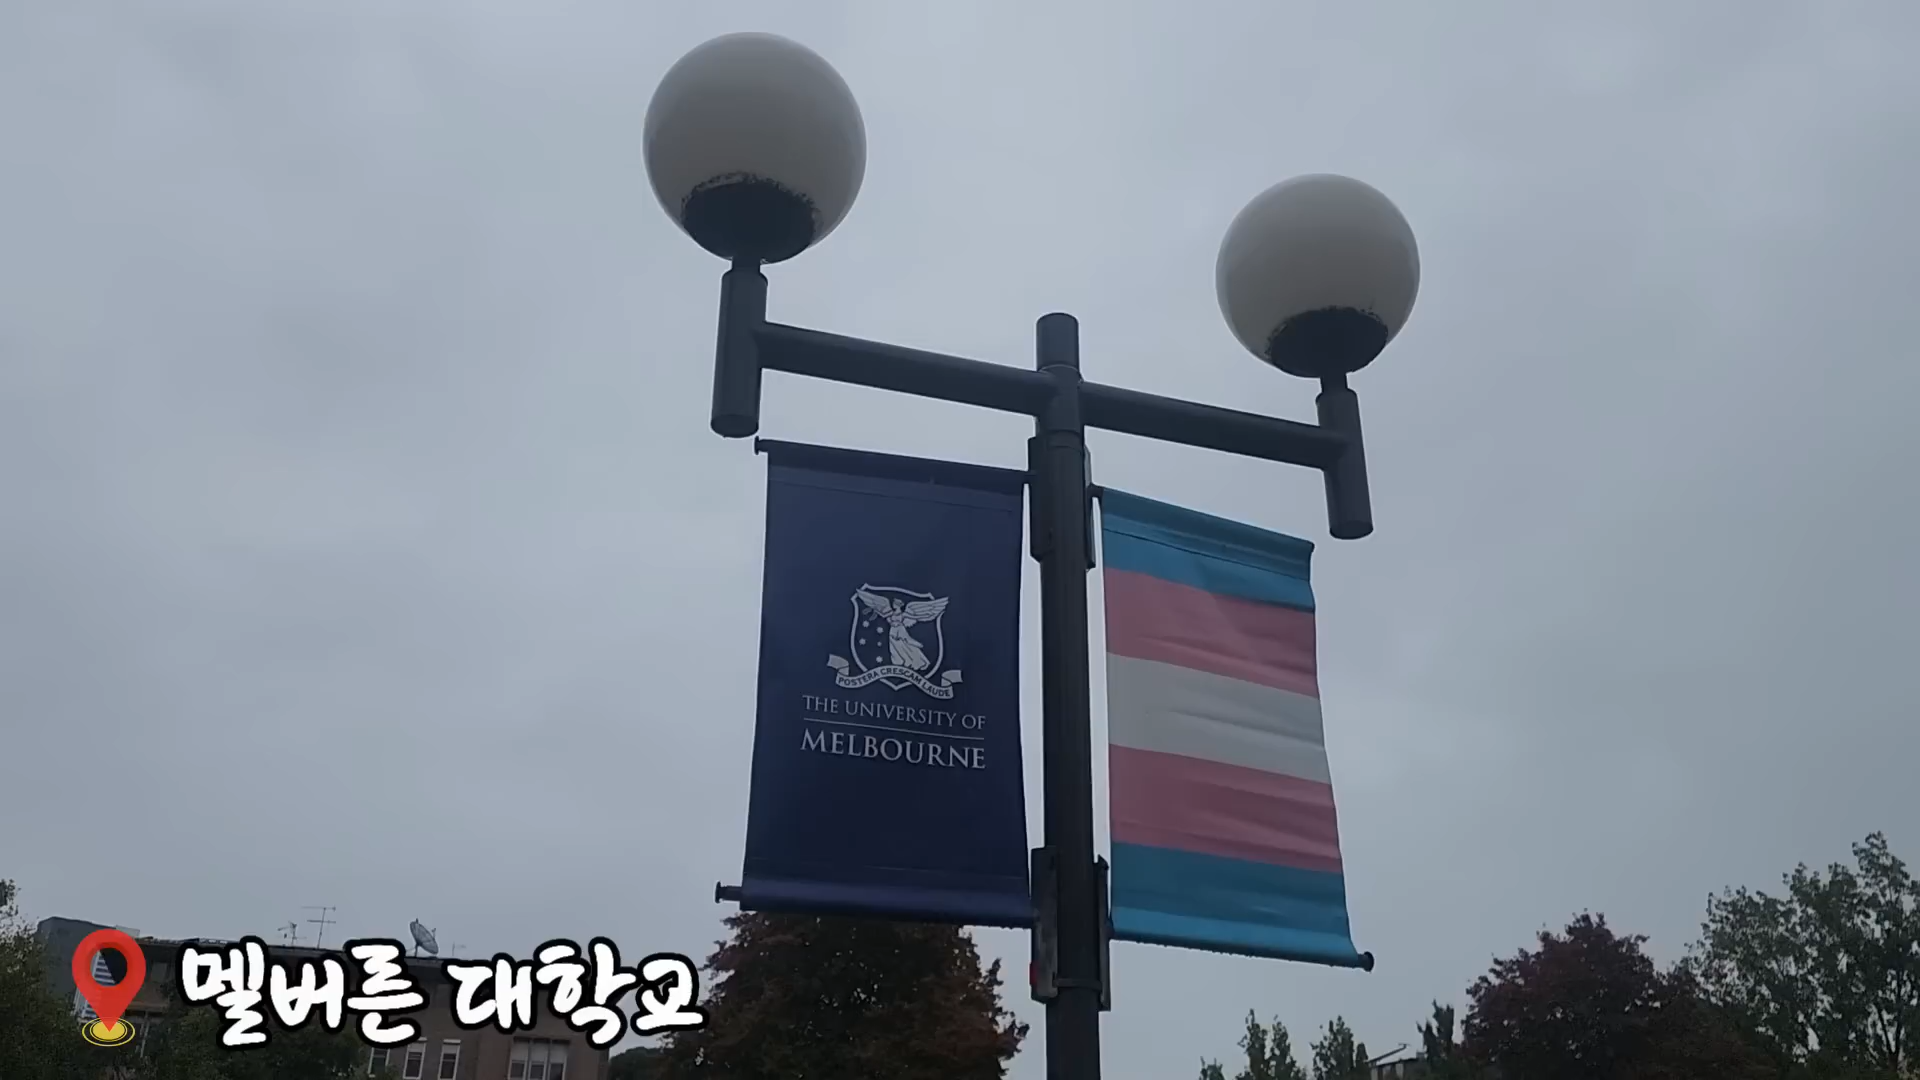 POSTERA CRESCAM LAUDE
THE UNIVERSITY OF
MELBOURNE
멜버른 대학교